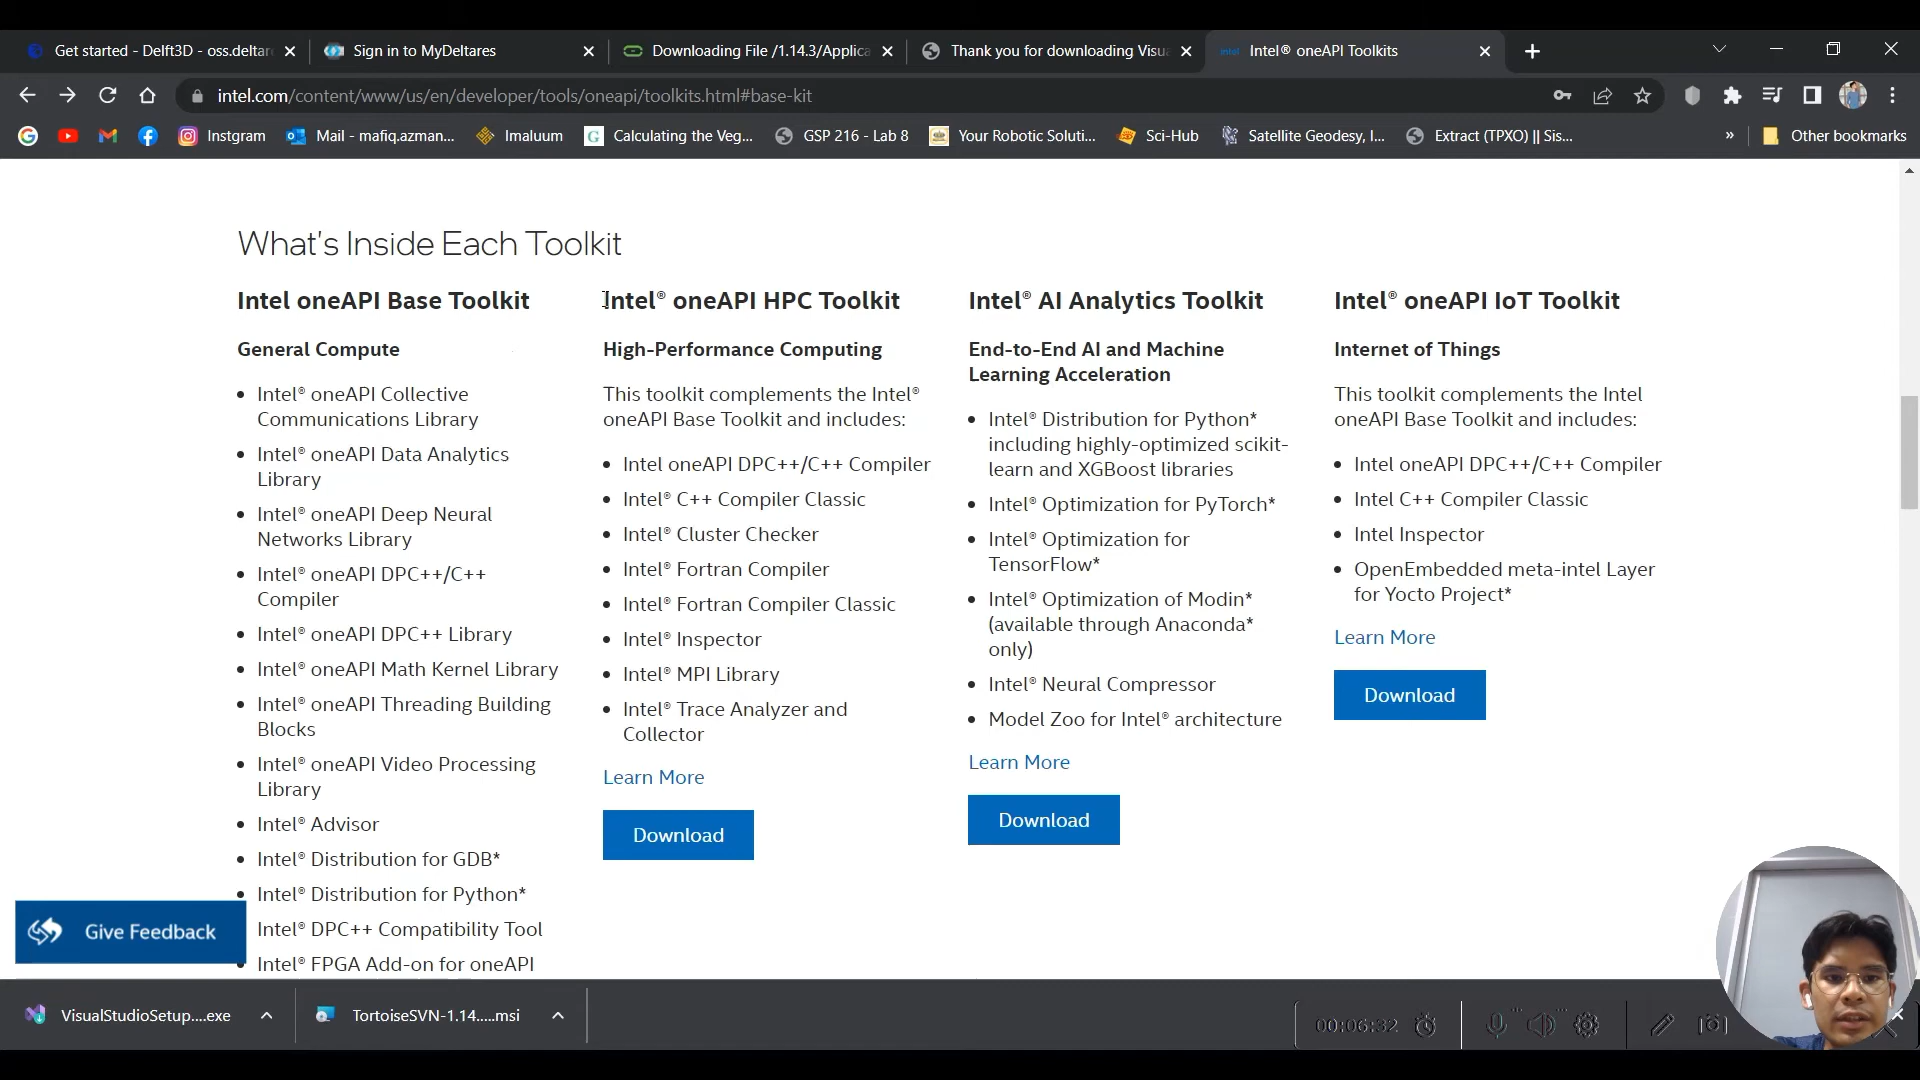 Get started - Delft3D - oss.deltar
Sign in to MyDeltares
Downloading File /1.14.3/Applica
Thank you for downloading Visu
intel
Intel® oneAPI Toolkits
intel.com/content/www/us/en/developer/tools/oneapi/toolkits.html#base-kit
Instgram
Mail - mafiq.azman...
Imaluum
Calculating the Veg...
GSP 216 - Lab 8
Your Robotic Soluti...
Sci-Hub
Satellite Geodesy, I...
Extract (TPXO) || Sis...
»
Other bookmarks
What's Inside Each Toolkit
Intel oneAPI Base Toolkit
General Compute
• Intel® oneAPI Collective
Communications Library
• Intel® oneAPI Data Analytics
Library
• Intel® oneAPI Deep Neural
Networks Library
• Intel® oneAPI DPC++/C++
Compiler
• Intel® oneAPI DPC++ Library
• Intel® oneAPI Math Kernel Library
• Intel® oneAPI Threading Building
Blocks
• Intel® oneAPI Video Processing
Library
• Intel® Advisor
• Intel® Distribution for GDB*
• Intel® Distribution for Python*
Intel® DPC++ Compatibility Tool
• Intel® FPGA Add-on for oneAPI
Intel® oneAPI HPC Toolkit
High-Performance Computing
This toolkit complements the Intel®
oneAPI Base Toolkit and includes:
• Intel oneAPI DPC++/C++ Compiler
• Intel® C++ Compiler Classic
• Intel® Cluster Checker
• Intel® Fortran Compiler
• Intel® Fortran Compiler Classic
• Intel® Inspector
• Intel® MPI Library
• Intel® Trace Analyzer and
Collector
Learn More
Download
Intel® AI Analytics Toolkit
End-to-End AI and Machine
Learning Acceleration
• Intel® Distribution for Python*
including highly-optimized scikit-
learn and XGBoost libraries
• Intel® Optimization for PyTorch*
• Intel® Optimization for
TensorFlow*
• Intel® Optimization of Modin*
(available through Anaconda*
only)
• Intel® Neural Compressor
• Model Zoo for Intel® architecture
Learn More
Download
Intel® oneAPI IoT Toolkit
Internet of Things
This toolkit complements the Intel
oneAPI Base Toolkit and includes:
• Intel oneAPI DPC++/C++ Compiler
• Intel C++ Compiler Classic
• Intel Inspector
• OpenEmbedded meta-intel Layer
for Yocto Project*
Learn More
Download
Give Feedback
VisualStudioSetup....exe
TortoiseSVN-1.14.....msi
00:06:32